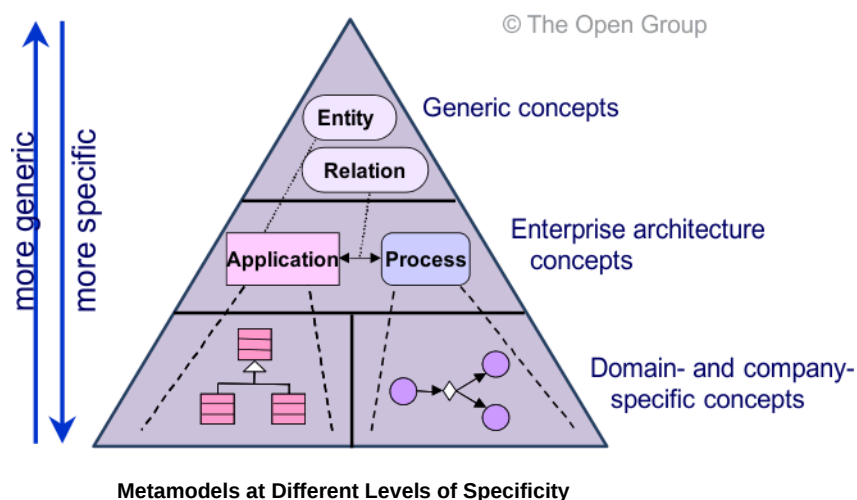 © The Open Group
more generic
more specific
Entity
Generic concepts
Relation
Application
Process
Enterprise architecture
concepts
Domain- and company-
specific concepts
Metamodels at Different Levels of Specificity